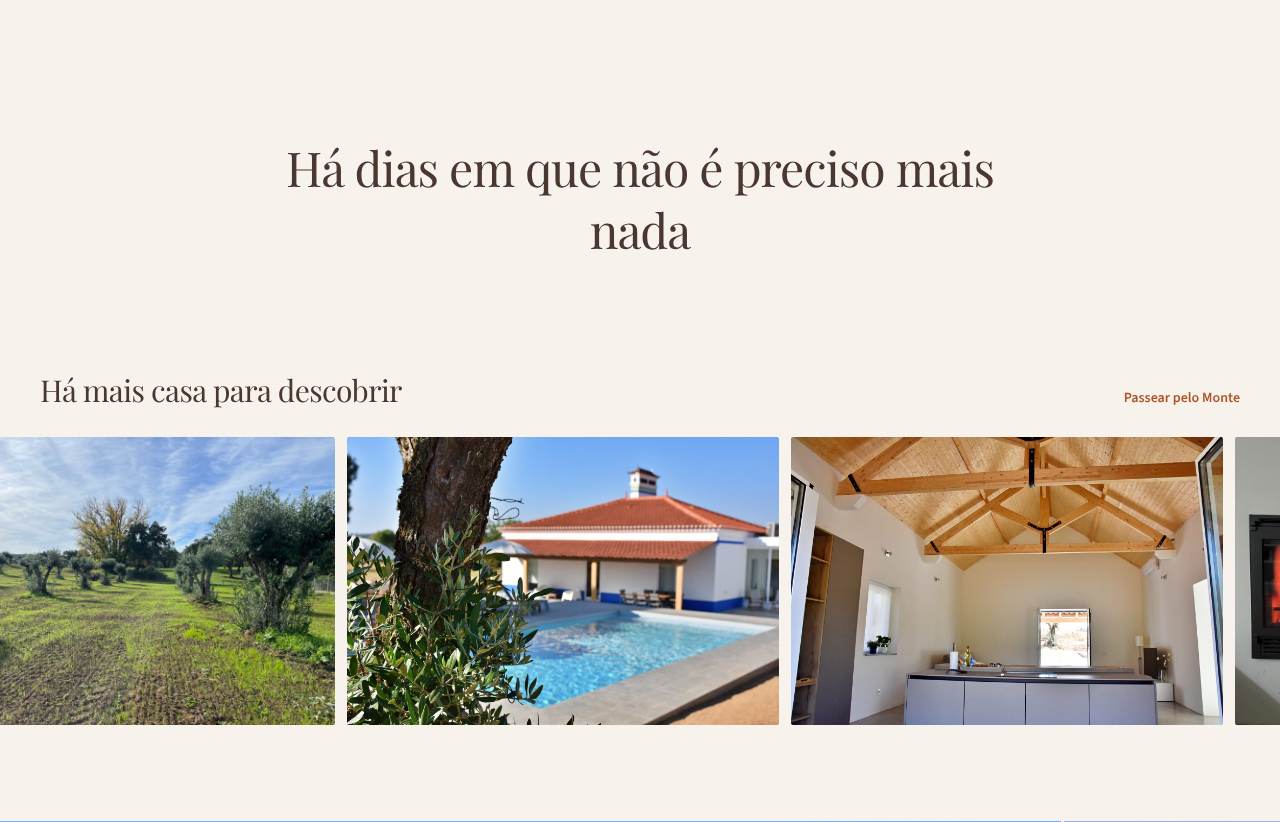 Há dias em que não é preciso mais
nada
Há mais casa para descobrir
Passear pelo Monte